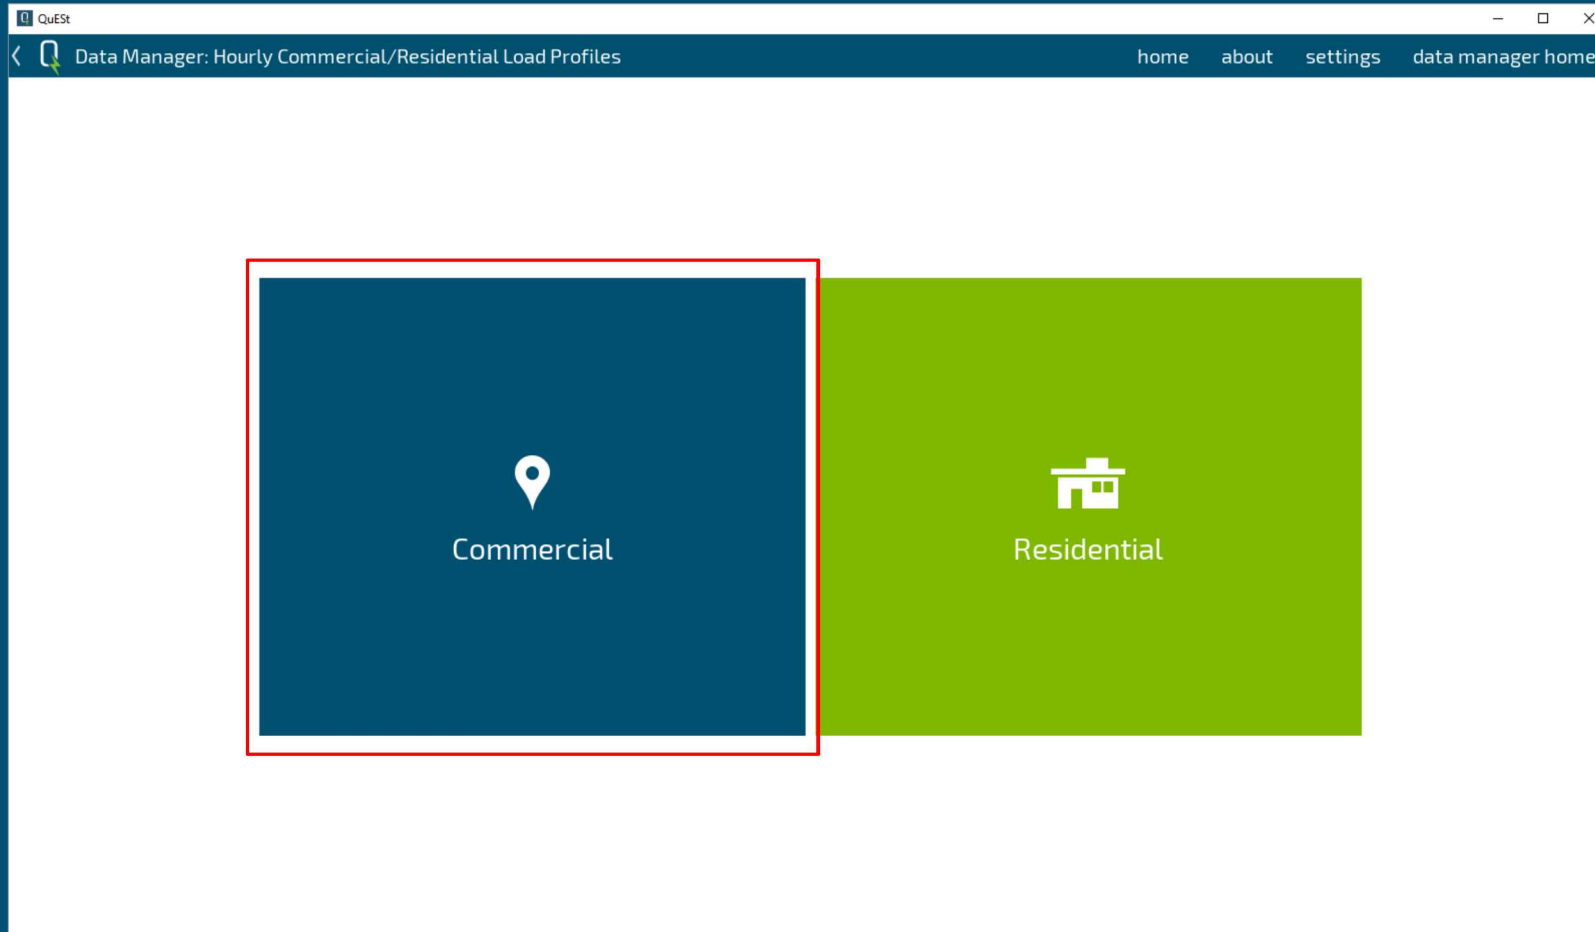 QuESt
Data Manager: Hourly Commercial/Residential Load Profiles home about settings data manager home
Commercial Residential